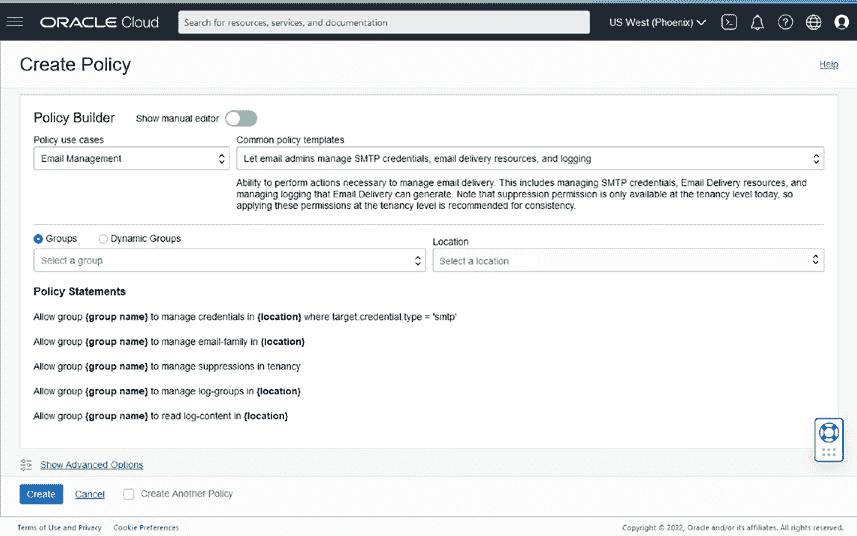 ORACLE Cloud
Search for resources, services, and documentation
US West (Phoenix)
Create Policy
Help
Policy Builder
Show manual editor
Policy use cases
Common policy templates
Email Management
Let email admins manage SMTP credentials, email delivery resources, and logging
Ability to perform actions necessary to manage email delivery. This includes managing SMTP credentials, Email Delivery resources, and
managing logging that Email Delivery can generate. Note that suppression permission is only available at the tenancy level today, so
applying these permissions at the tenancy level is recommended for consistency.
Groups
Dynamic Groups
Location
Select a group
Select a location
Policy Statements
Allow group {group name} to manage credentials in {location} where target.credential.type = 'smtp'
Allow group {group name} to manage email-family in {location}
Allow group {group name} to manage suppressions in tenancy
Allow group {group name} to manage log-groups in {location}
Allow group {group name} to read log-content in {location}
Show Advanced Options
Create
Cancel
Create Another Policy
Terms of Use and Privacy
Cookie Preferences
Copyright © 2022, Oracle and/or its affiliates. All rights reserved.